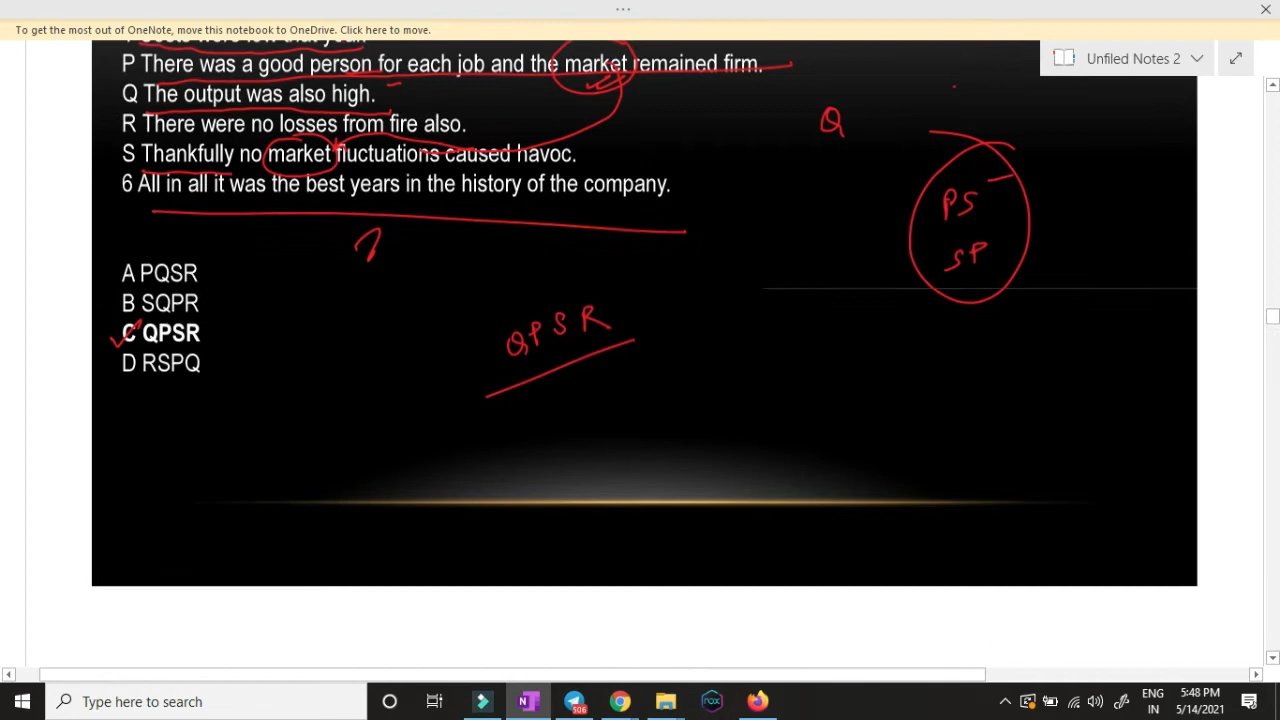 To get the most out of OneNote, move this notebook to OneDrive. Click here to move.
Unfiled Notes 2
P There was a good person for each job and the market remained firm.
Q The output was also high.
R There were no losses from fire also.
S Thankfully no market fluctuations caused havoc.
6 All in all it was the best years in the history of the company.
Q
PS
SP
A PQSR
B SQPR
C QPSR
D RSPQ
QPSR
Type here to search
506
nox
ENG
IN
5:48 PM
5/14/2021